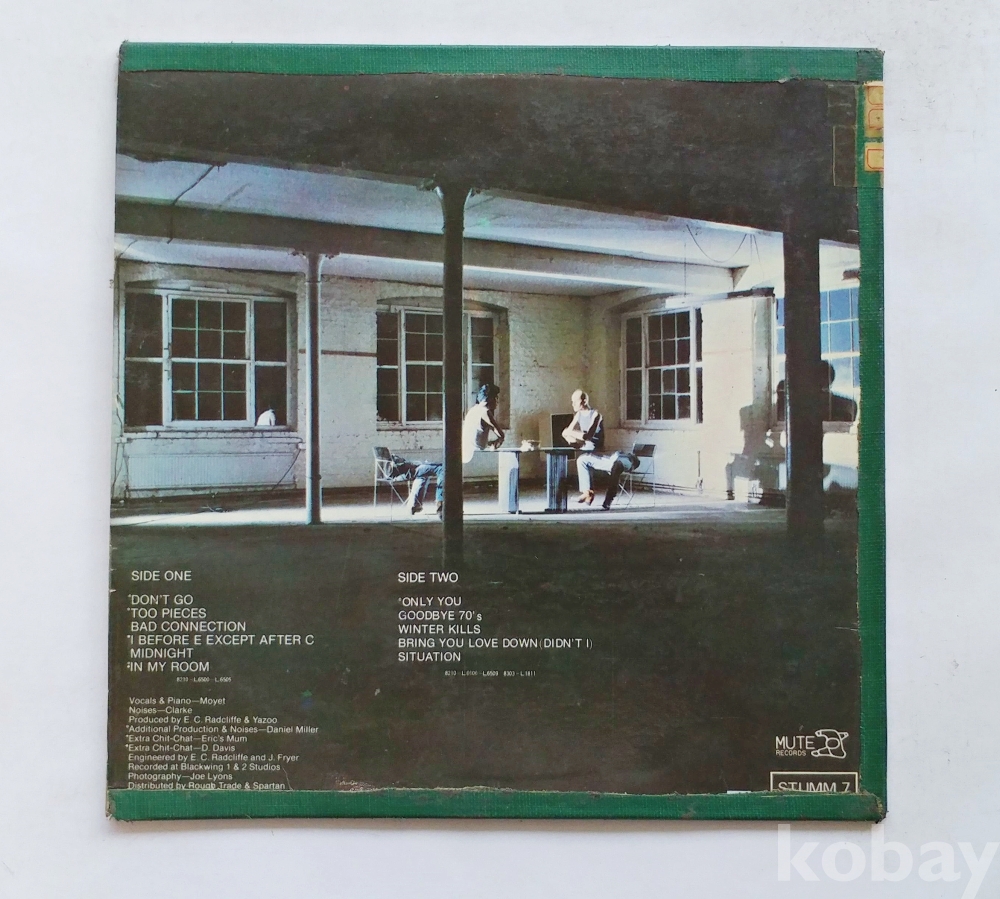 SIDE ONE
*DON'T GO
*TOO PIECES
BAD CONNECTION
*I BEFORE E EXCEPT AFTER C
MIDNIGHT
IN MY ROOM
SIDE TWO
*ONLY YOU
GOODBYE 70's
WINTER KILLS
BRING YOU LOVE DOWN (DIDN'T I)
SITUATION
Vocals & Piano—Moyet
Noises—Clarke
Produced by E. C. Radcliffe & Yazoo
*Additional Production & Noises—Daniel Miller
*Extra Chit-Chat—Eric's Mum
*Extra Chit-Chat—D. Davis
Engineered by E. C. Radcliffe and J. Fryer
Recorded at Blackwing 1 & 2 Studios
Photography—Joe Lyons
Distributed by Rough Trade & Spartan
MUTE
RECORDS
STUMM 7
kobay